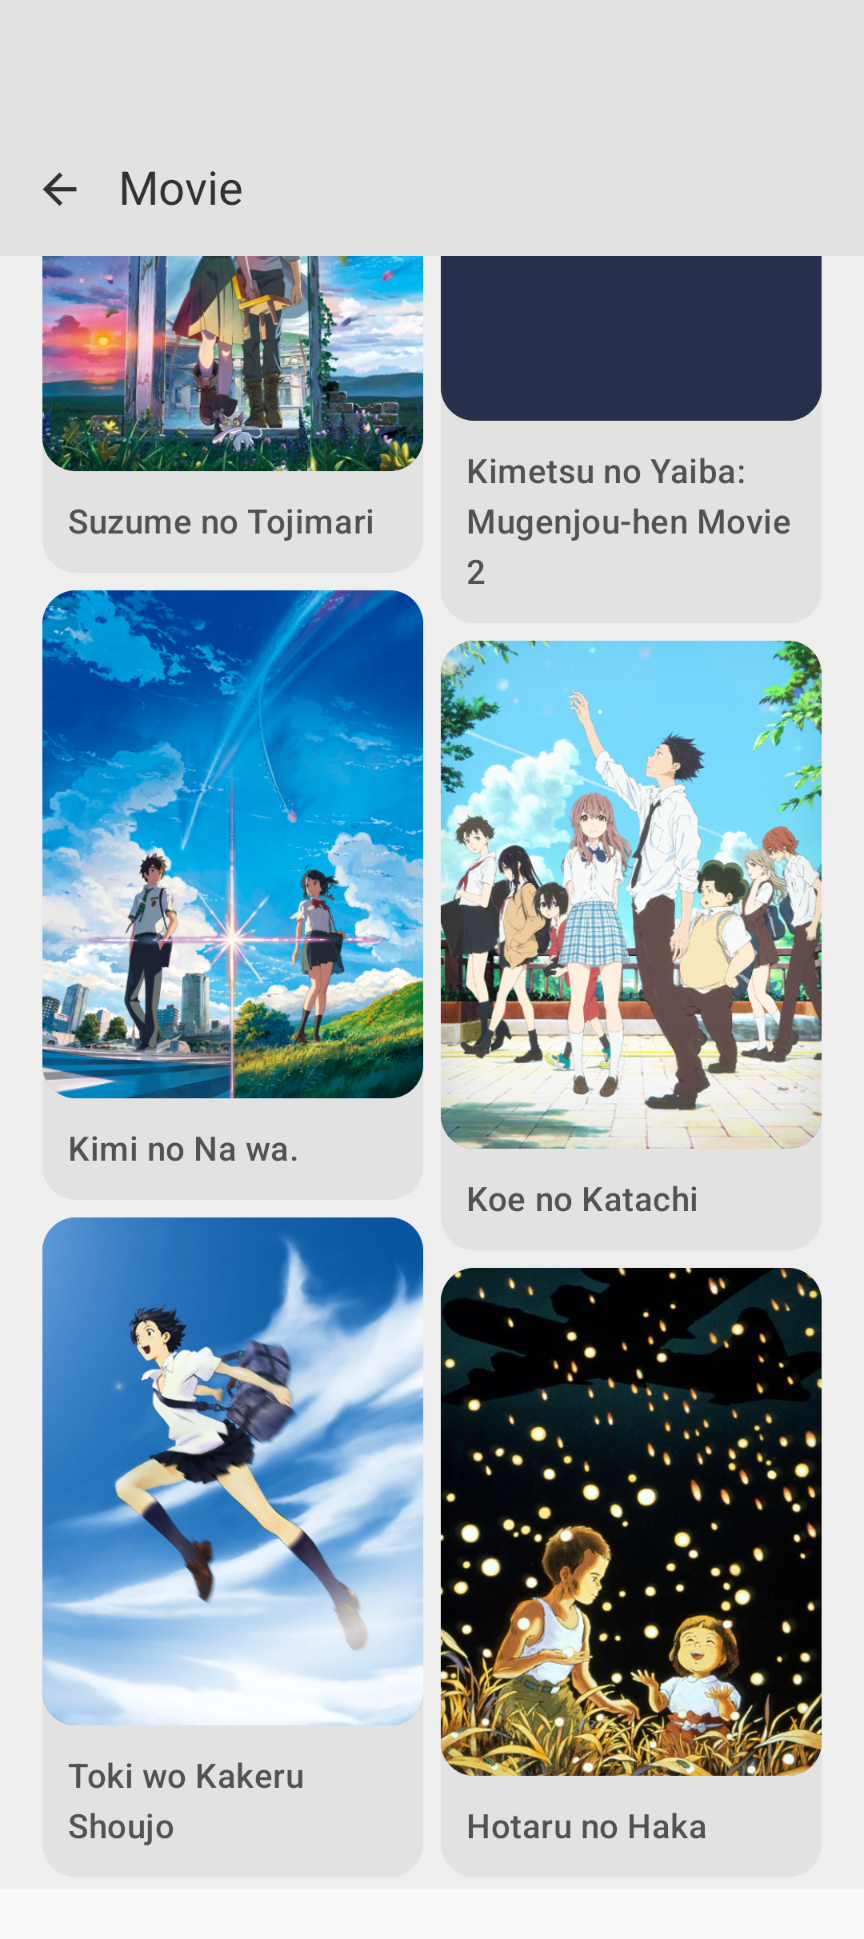 Movie
Suzume no Tojimari
Kimetsu no Yaiba:
Mugenjou-hen Movie
2
Kimi no Na wa.
Koe no Katachi
Toki wo Kakeru
Shoujo
Hotaru no Haka